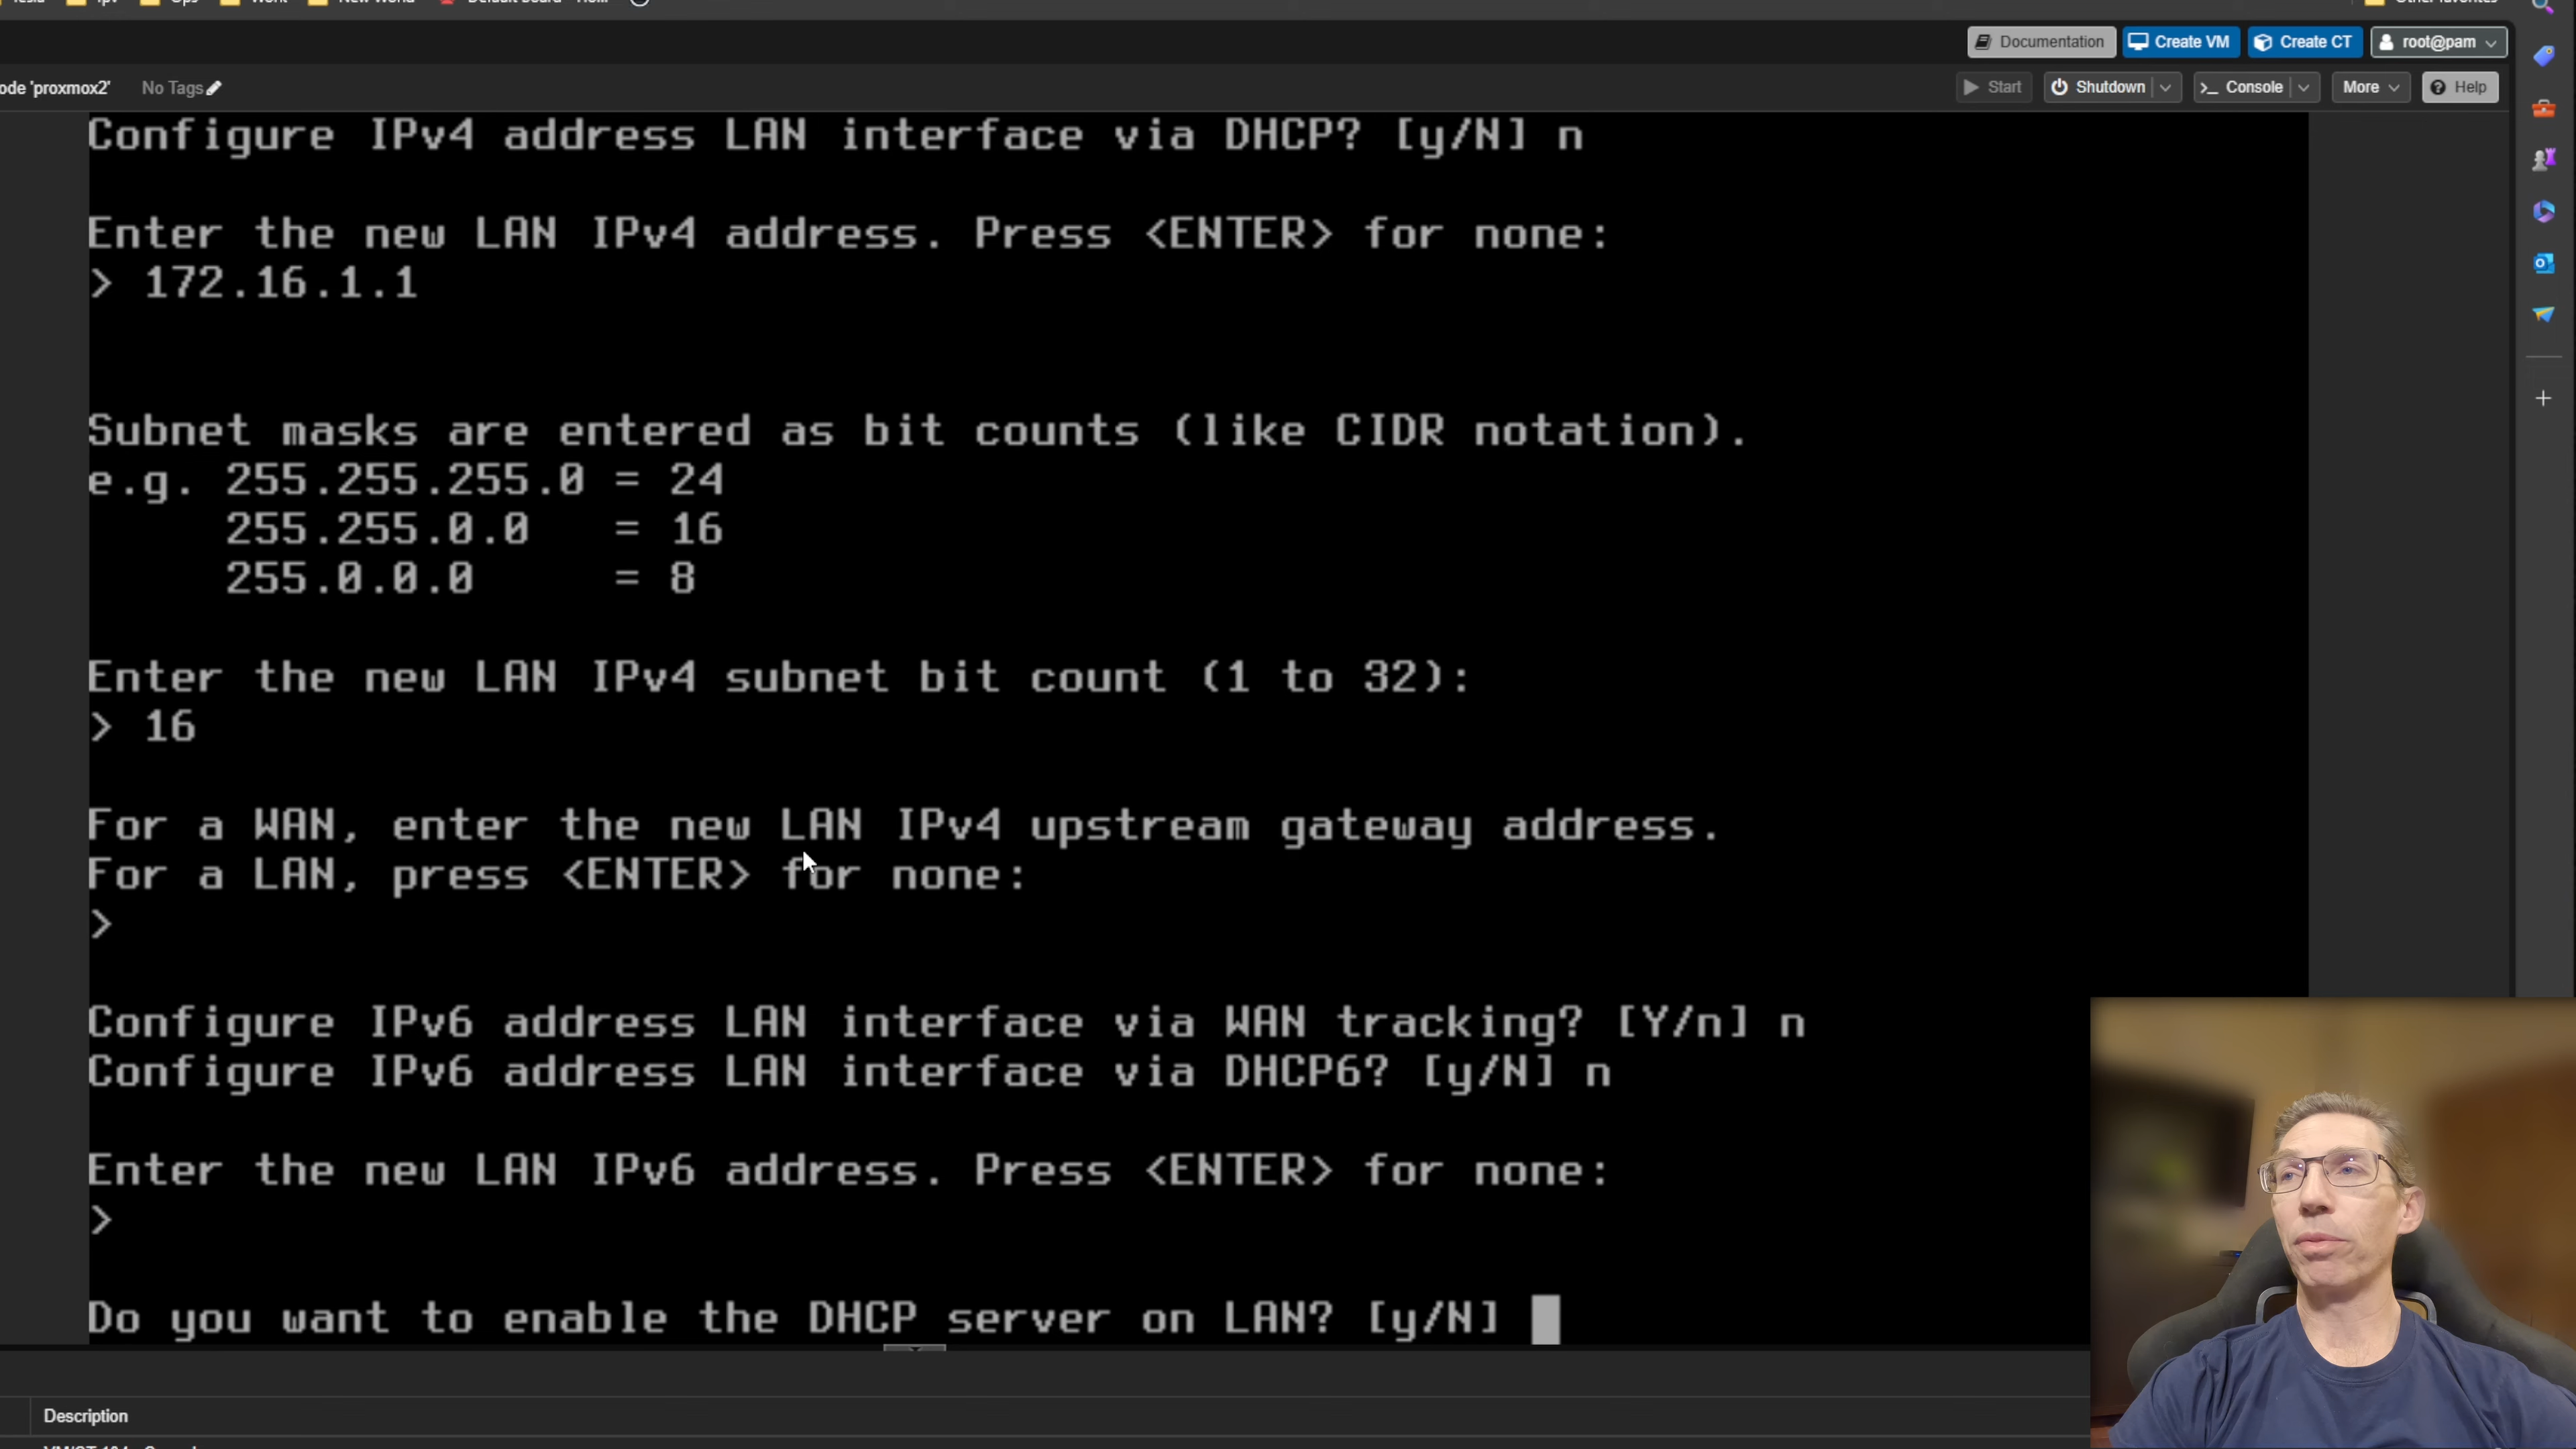 Documentation
Create VM
Create CT
root@pam
ode 'proxmox2'
No Tags
Start
Shutdown
Console
More
Help
Configure IPv4 address LAN interface via DHCP? [y/N] n
Enter the new LAN IPv4 address. Press <ENTER> for none:
> 172.16.1.1
Subnet masks are entered as bit counts (like CIDR notation).
e.g. 255.255.255.0 = 24
255.255.0.0 = 16
255.0.0.0 = 8
Enter the new LAN IPv4 subnet bit count (1 to 32):
> 16
For a WAN, enter the new LAN IPv4 upstream gateway address.
For a LAN, press <ENTER> for none:
>
Configure IPv6 address LAN interface via WAN tracking? [Y/n] n
Configure IPv6 address LAN interface via DHCP6? [y/N] n
Enter the new LAN IPv6 address. Press <ENTER> for none:
>
Do you want to enable the DHCP server on LAN? [y/N]
Description